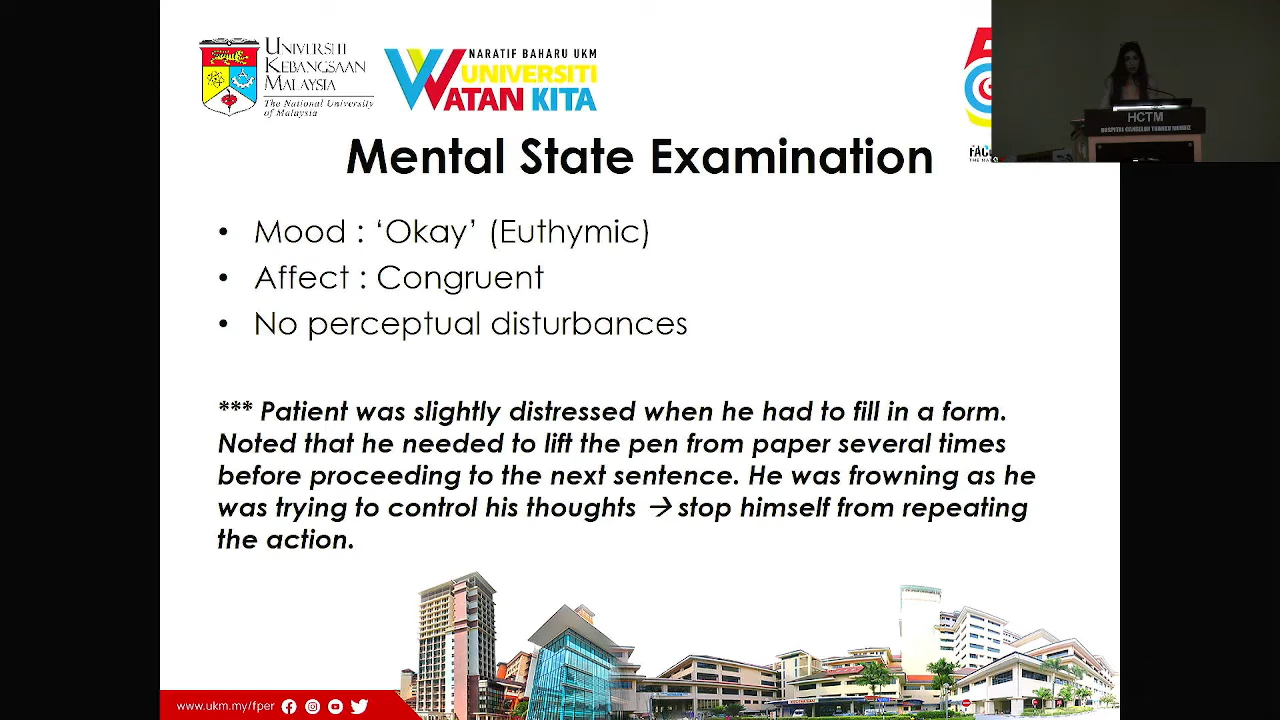 UNIVERSITI
KEBANGSAAN
MALAYSIA
The National University
of Malaysia
NARATIF BAHARU UKM
UNIVERSITI
WATAN KITA
HCTM
HOSPITAL CANSELOR TUANKU MUHRIZ
Mental State Examination
• Mood : ‘Okay’ (Euthymic)
• Affect : Congruent
• No perceptual disturbances
*** Patient was slightly distressed when he had to fill in a form.
Noted that he needed to lift the pen from paper several times
before proceeding to the next sentence. He was frowning as he
was trying to control his thoughts → stop himself from repeating
the action.
www.ukm.my/fper